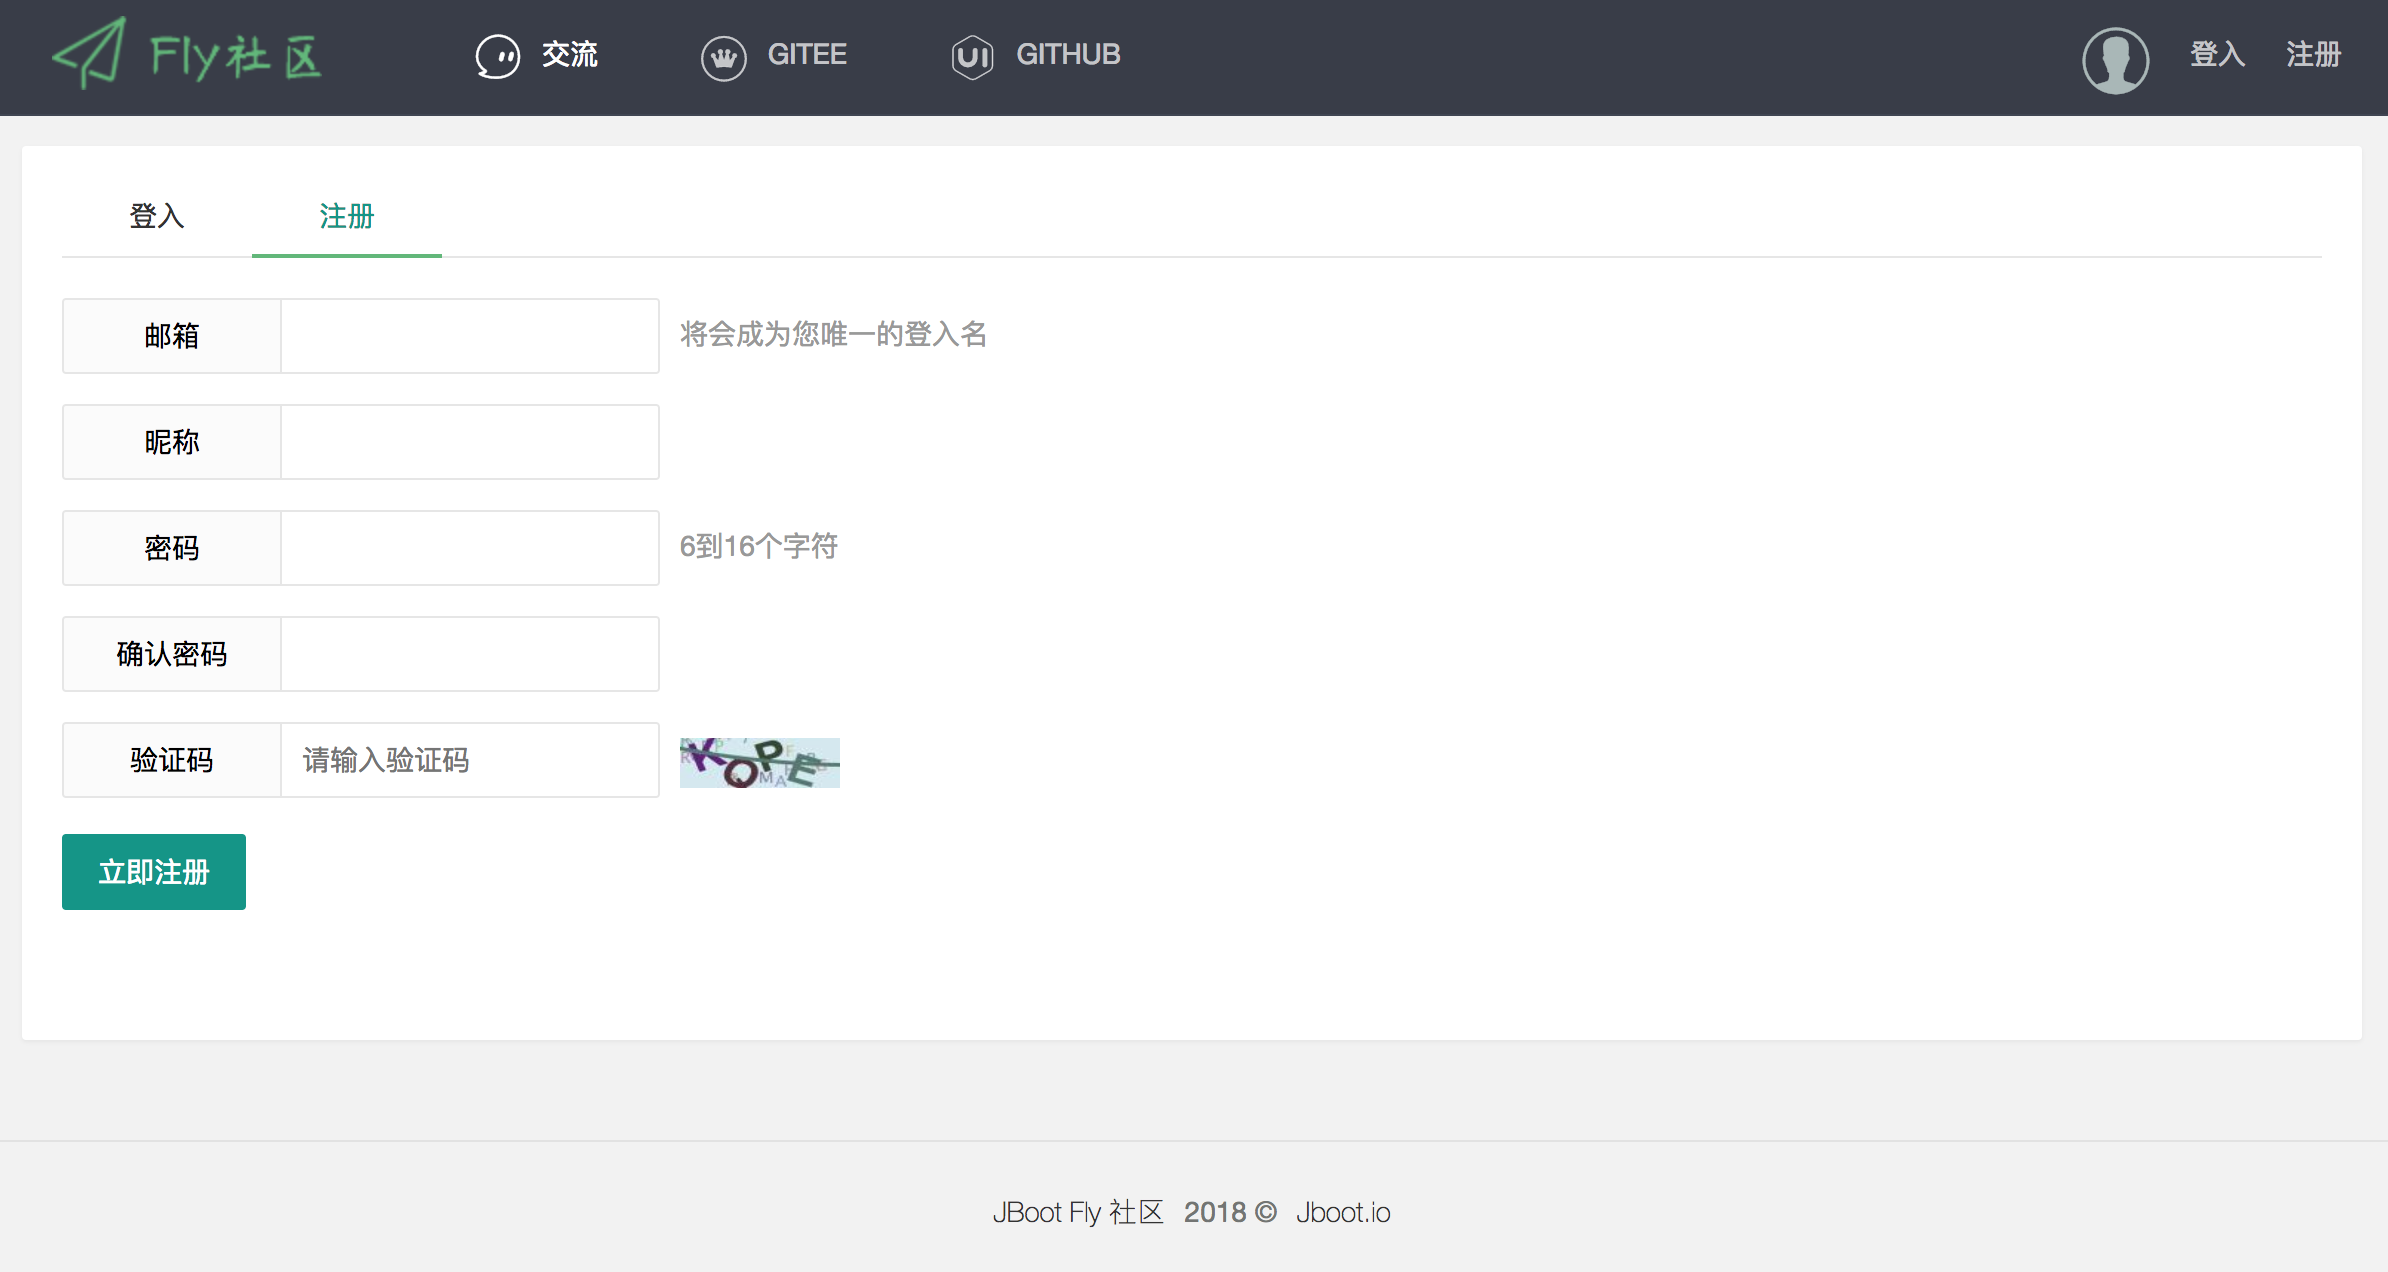 Fly社区 交流 GITEE GITHUB 登入 注册
登入 注册
邮箱 将会成为您唯一的登入名
昵称
密码 6到16个字符
确认密码
验证码 请输入验证码 KQPE
立即注册
JBoot Fly 社区 2018 © Jboot.io